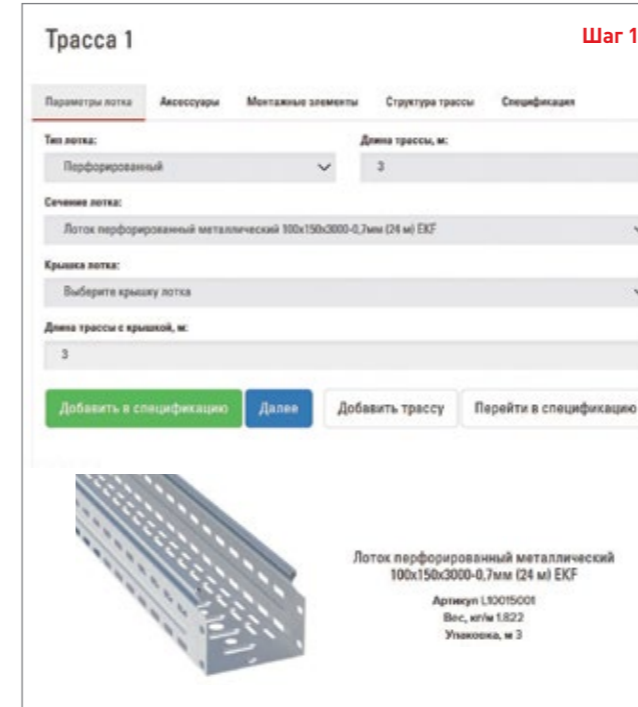 Трасса 1
Шаг 1
Параметры лотка Аксессуары Монтажные элементы Структура трассы Спецификация
Тип лотка: Длина трассы, м:
Перфорированный 3
Сечение лотка:
Лоток перфорированный металлический 100х150х3000-0,7мм (24 м) EKF
Крышка лотка:
Выберите крышку лотка
Длина трассы с крышкой, м:
3
Добавить в спецификацию Далее Добавить трассу Перейти в спецификацию
Лоток перфорированный металлический
100х150х3000-0,7мм (24 м) EKF
Артикул L10015001
Вес, кг/м 1.822
Упаковка, м 3